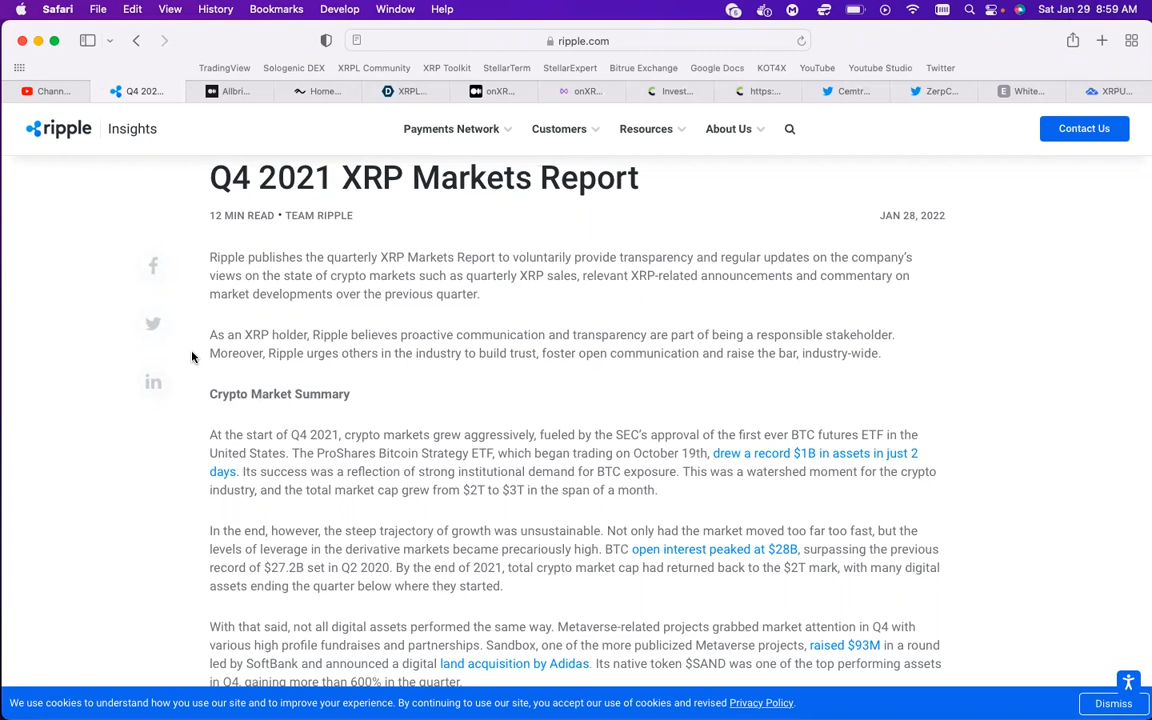 Safari File Edit View History Bookmarks Develop Window Help Sat Jan 29 8:59 AM
ripple.com
TradingView Sologenic DEX XRPL Community XRP Toolkit StellarTerm StellarExpert Bitrue Exchange Google Docs KOT4X YouTube Youtube Studio Twitter
Chann... Q4 202... Allbri... Home... XRPL... onXR... onXR... Invest... https:... Cemtr... ZerpC... White... XRPU...
ripple Insights Payments Network Customers Resources About Us Contact Us
Q4 2021 XRP Markets Report
12 MIN READ • TEAM RIPPLE JAN 28, 2022
Ripple publishes the quarterly XRP Markets Report to voluntarily provide transparency and regular updates on the company's
views on the state of crypto markets such as quarterly XRP sales, relevant XRP-related announcements and commentary on
market developments over the previous quarter.
As an XRP holder, Ripple believes proactive communication and transparency are part of being a responsible stakeholder.
Moreover, Ripple urges others in the industry to build trust, foster open communication and raise the bar, industry-wide.
Crypto Market Summary
At the start of Q4 2021, crypto markets grew aggressively, fueled by the SEC's approval of the first ever BTC futures ETF in the
United States. The ProShares Bitcoin Strategy ETF, which began trading on October 19th, drew a record $1B in assets in just 2
days. Its success was a reflection of strong institutional demand for BTC exposure. This was a watershed moment for the crypto
industry, and the total market cap grew from $2T to $3T in the span of a month.
In the end, however, the steep trajectory of growth was unsustainable. Not only had the market moved too far too fast, but the
levels of leverage in the derivative markets became precariously high. BTC open interest peaked at $28B, surpassing the previous
record of $27.2B set in Q2 2020. By the end of 2021, total crypto market cap had returned back to the $2T mark, with many digital
assets ending the quarter below where they started.
With that said, not all digital assets performed the same way. Metaverse-related projects grabbed market attention in Q4 with
various high profile fundraises and partnerships. Sandbox, one of the more publicized Metaverse projects, raised $93M in a round
led by SoftBank and announced a digital land acquisition by Adidas. Its native token $SAND was one of the top performing assets
in Q4, gaining more than 600% in the quarter.
We use cookies to understand how you use our site and to improve your experience. By continuing to use our site, you accept our use of cookies and revised Privacy Policy. Dismiss